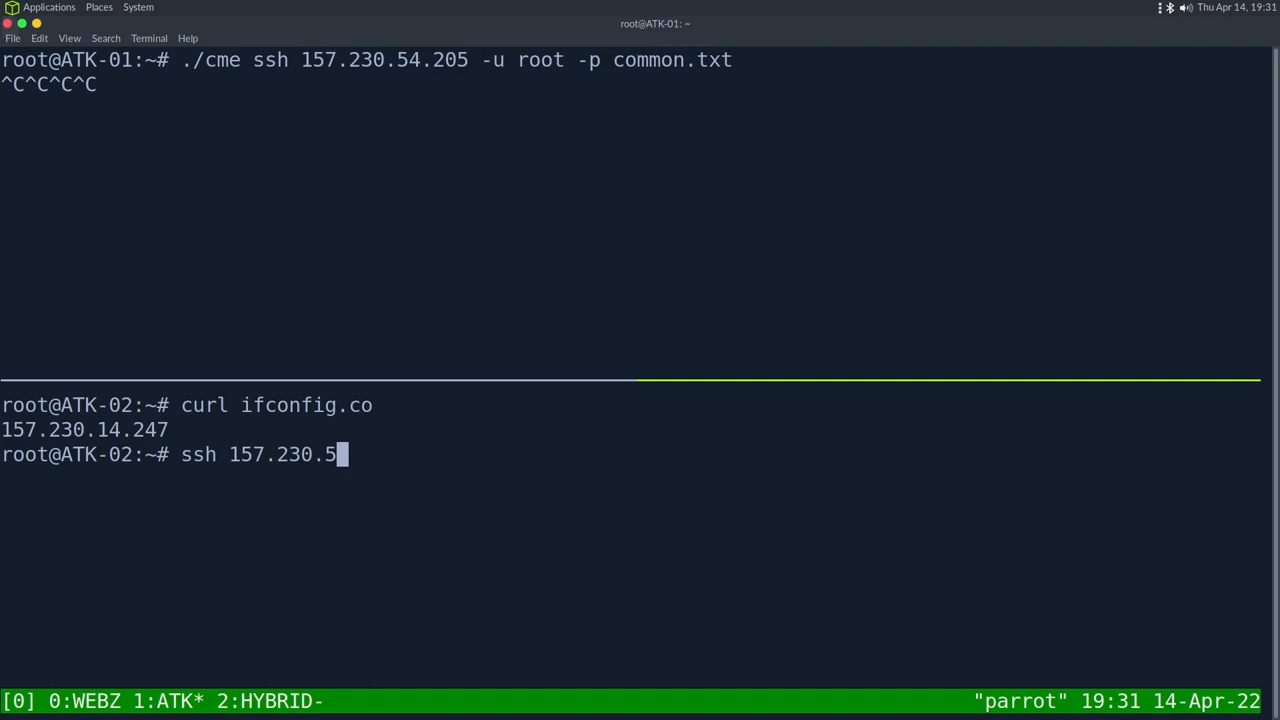 Applications Places System Thu Apr 14, 19:31
root@ATK-01: ~
File Edit View Search Terminal Help
root@ATK-01:~# ./cme ssh 157.230.54.205 -u root -p common.txt
^C^C^C^C
root@ATK-02:~# curl ifconfig.co
157.230.14.247
root@ATK-02:~# ssh 157.230.5
[0] 0:WEBZ 1:ATK* 2:HYBRID- "parrot" 19:31 14-Apr-22